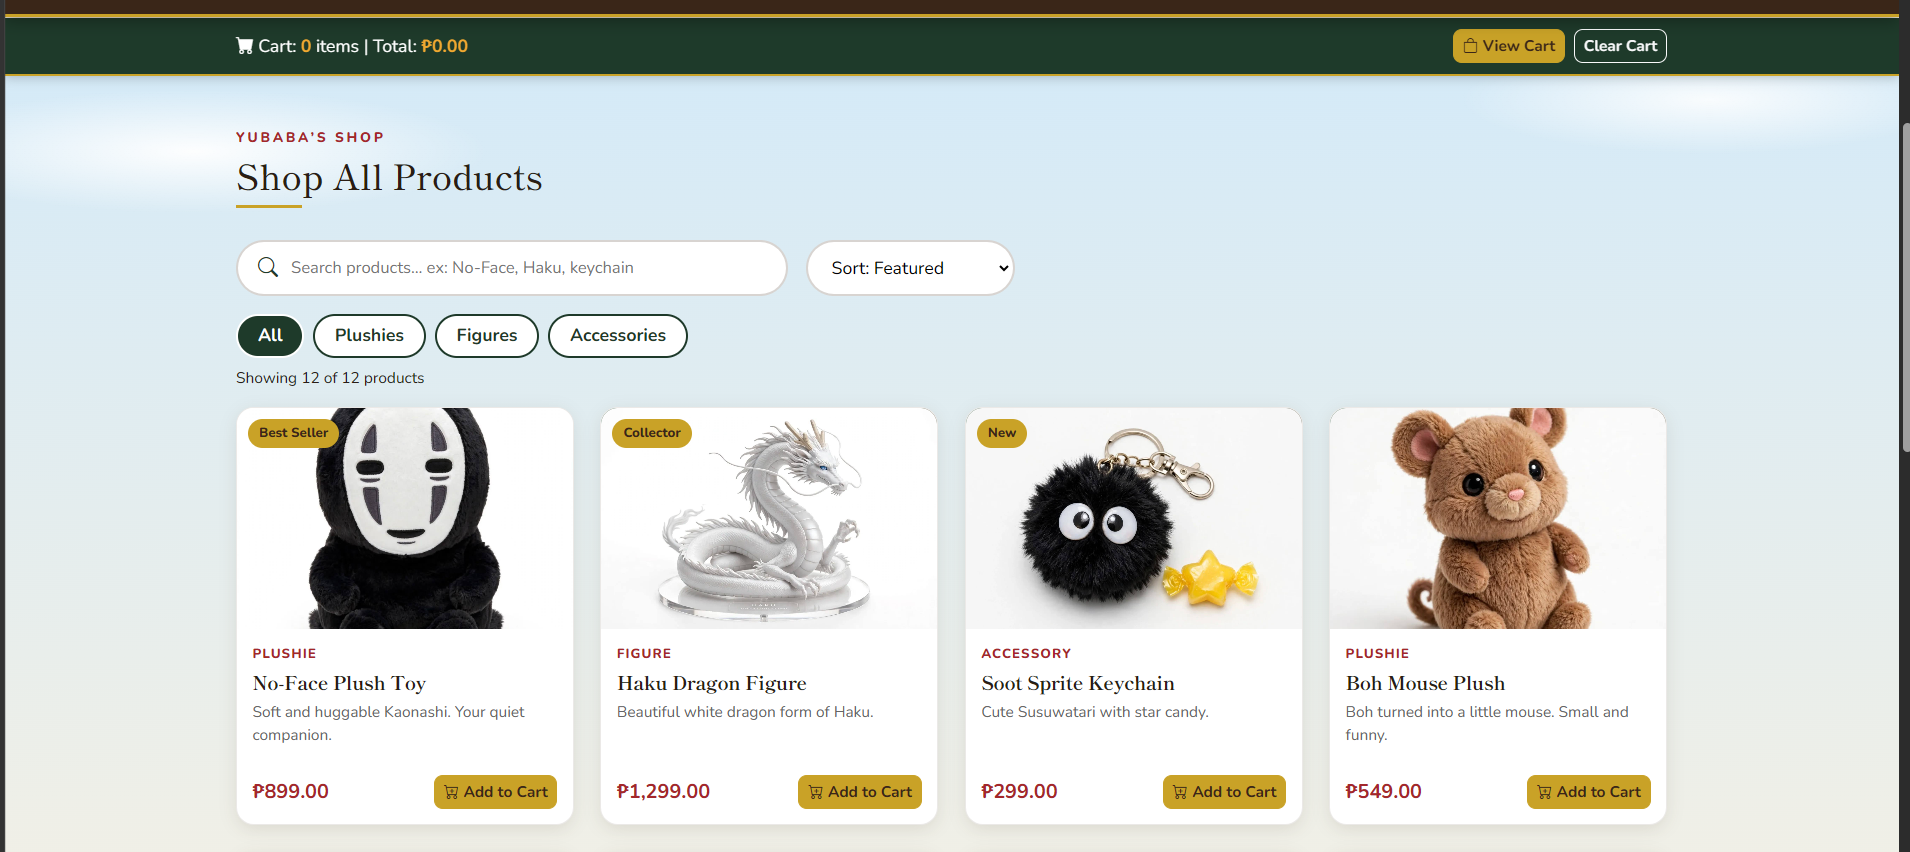 Cart: 0 items | Total: ₱0.00
View Cart
Clear Cart
YUBABA'S SHOP
Shop All Products
Search products... ex: No-Face, Haku, keychain
Sort: Featured
All
Plushies
Figures
Accessories
Showing 12 of 12 products
Best Seller
PLUSHIE
No-Face Plush Toy
Soft and huggable Kaonashi. Your quiet
companion.
₱899.00
Add to Cart
Collector
FIGURE
Haku Dragon Figure
Beautiful white dragon form of Haku.
₱1,299.00
Add to Cart
New
ACCESSORY
Soot Sprite Keychain
Cute Susuwatari with star candy.
₱299.00
Add to Cart
PLUSHIE
Boh Mouse Plush
Boh turned into a little mouse. Small and
funny.
₱549.00
Add to Cart